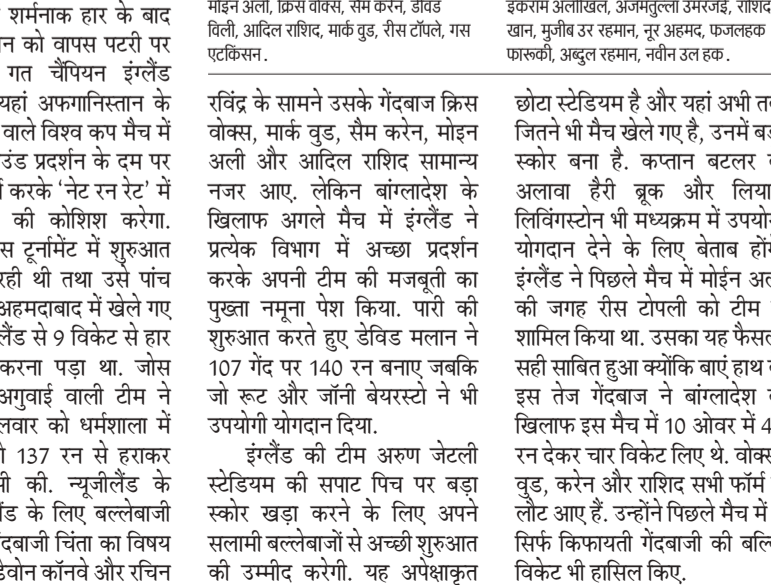 शर्मनाक हार के बाद
को वापस पटरी पर
गत चैंपियन इंग्लैंड
यहां अफगानिस्तान के
वाले विश्व कप मैच में
प्रदर्शन के दम पर
करके ‘नेट रन रेट’ में
की कोशिश करेगा.
टूर्नामेंट में शुरुआत
रही थी तथा उसे पांच
अहमदाबाद में खेले गए
से 9 विकेट से हार
करना पड़ा था. जोस
अगुवाई वाली टीम ने
को धर्मशाला में
137 रन से हराकर
की. न्यूजीलैंड के
के लिए बल्लेबाजी
चिंता का विषय
डेवोन कॉनवे और रचिन
मोइन अली, क्रिस वोक्स, सैम करेन, डेविड
विली, आदिल राशिद, मार्क वुड, रीस टॉपले, गस
एटकिंसन.
रविंद्र के सामने उसके गेंदबाज क्रिस
वोक्स, मार्क वुड, सैम करेन, मोइन
अली और आदिल राशिद सामान्य
नजर आए. लेकिन बांग्लादेश के
खिलाफ अगले मैच में इंग्लैंड ने
प्रत्येक विभाग में अच्छा प्रदर्शन
करके अपनी टीम की मजबूती का
पुख्ता नमूना पेश किया. पारी की
शुरुआत करते हुए डेविड मलान ने
107 गेंद पर 140 रन बनाए जबकि
जो रूट और जॉनी बेयरस्टो ने भी
उपयोगी योगदान दिया.
इंग्लैंड की टीम अरुण जेटली
स्टेडियम की सपाट पिच पर बड़ा
स्कोर खड़ा करने के लिए अपने
सलामी बल्लेबाजों से अच्छी शुरुआत
की उम्मीद करेगी. यह अपेक्षाकृत
इकराम अलीखिल, अजमतुल्ला उमरजई, राशिद
खान, मुजीब उर रहमान, नूर अहमद, फजलहक
फारूकी, अब्दुल रहमान, नवीन उल हक.
छोटा स्टेडियम है और यहां अभी
जितने भी मैच खेले गए है, उनमें
स्कोर बना है. कप्तान बटलर
अलावा हैरी ब्रूक और
लिविंगस्टोन भी मध्यक्रम में
योगदान देने के लिए बेताब
इंग्लैंड ने पिछले मैच में मोईन
की जगह रीस टोपली को टीम
शामिल किया था. उसका यह
सही साबित हुआ क्योंकि बाएं हाथ
इस तेज गेंदबाज ने बांग्लादेश
खिलाफ इस मैच में 10 ओवर में
रन देकर चार विकेट लिए थे.
वुड, करेन और राशिद सभी फॉर्म
लौट आए हैं. उन्होंने पिछले मैच में
सिर्फ किफायती गेंदबाजी की
विकेट भी हासिल किए.